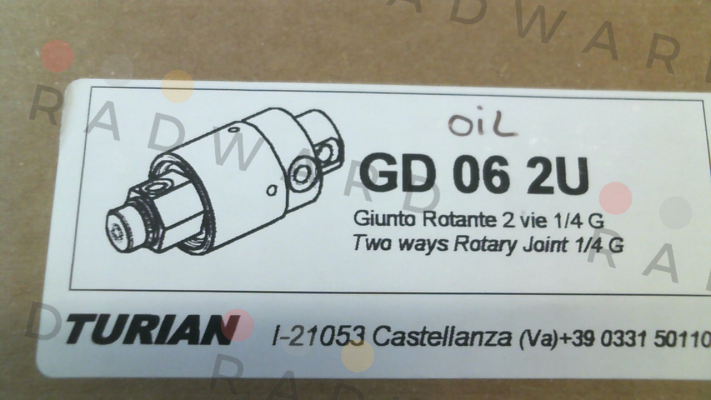 RADWARD
OiL
GD 06 2U
Giunto Rotante 2 vie 1/4 G
Two ways Rotary Joint 1/4 G
TURIAN I-21053 Castellanza (Va)+39 0331 50110